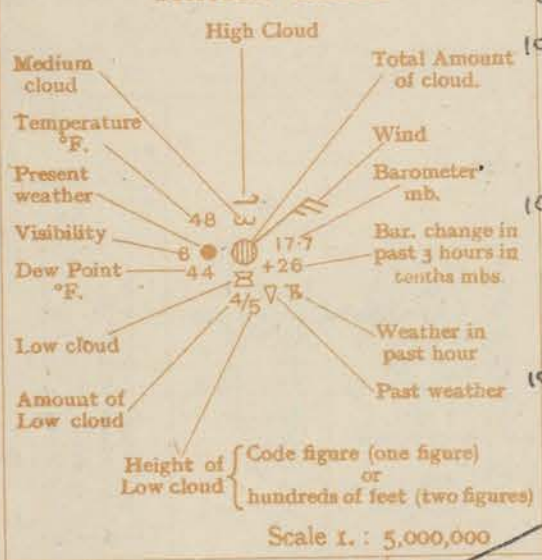 High Cloud
Medium
cloud
Total Amount
of cloud.
Temperature
°F.
Wind
Present
weather
Barometer
mb.
48
Visibility
8
17.7
Bar. change in
past 3 hours in
tenths mbs.
Dew Point
°F.
44
+26
4/5
Low cloud
Weather in
past hour
Amount of
Low cloud
Past weather
Height of
Low cloud
Code figure (one figure)
or
hundreds of feet (two figures)
Scale 1. : 5,000,000